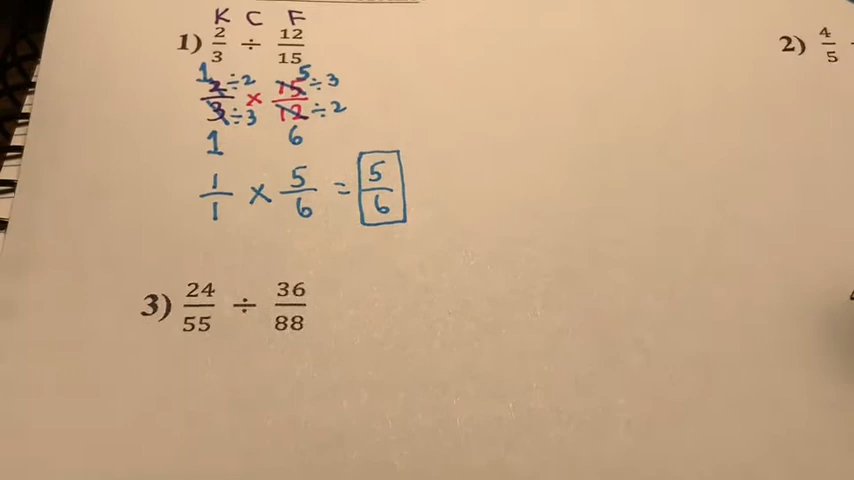 K C F
1) 2/3 ÷ 12/15
2) 4/5
1 5
2 ÷2 15 ÷3
×
3 ÷3 12 ÷2
1 6
1/1 × 5/6 = 5/6
3) 24/55 ÷ 36/88